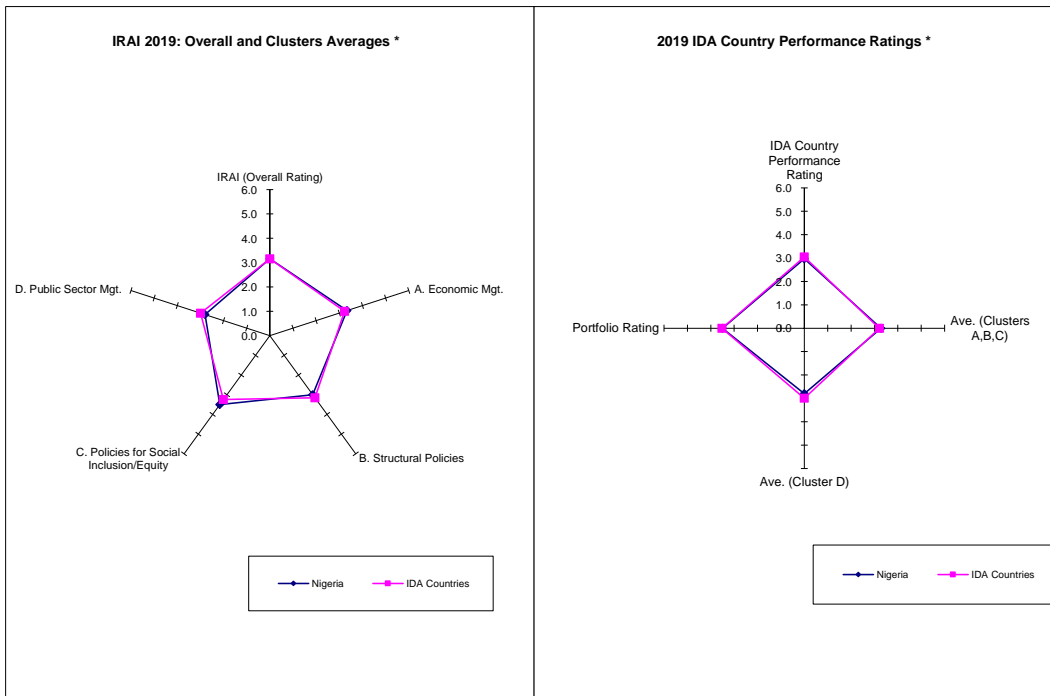 IRAI 2019: Overall and Clusters Averages *
IRAI (Overall Rating)
6.0
5.0
4.0
3.0
2.0
1.0
0.0
A. Economic Mgt.
B. Structural Policies
C. Policies for Social
Inclusion/Equity
D. Public Sector Mgt.
Nigeria
IDA Countries
2019 IDA Country Performance Ratings *
IDA Country
Performance
Rating
6.0
5.0
4.0
3.0
2.0
1.0
0.0
Ave. (Clusters
A,B,C)
Ave. (Cluster D)
Portfolio Rating
Nigeria
IDA Countries